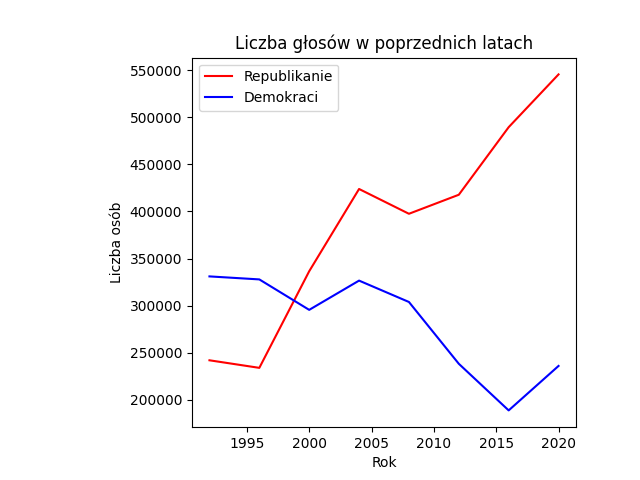 Liczba głosów w poprzednich latach
Republikanie
Demokraci
550000
500000
450000
400000
350000
300000
250000
200000
Liczba osób
1995 2000 2005 2010 2015 2020
Rok